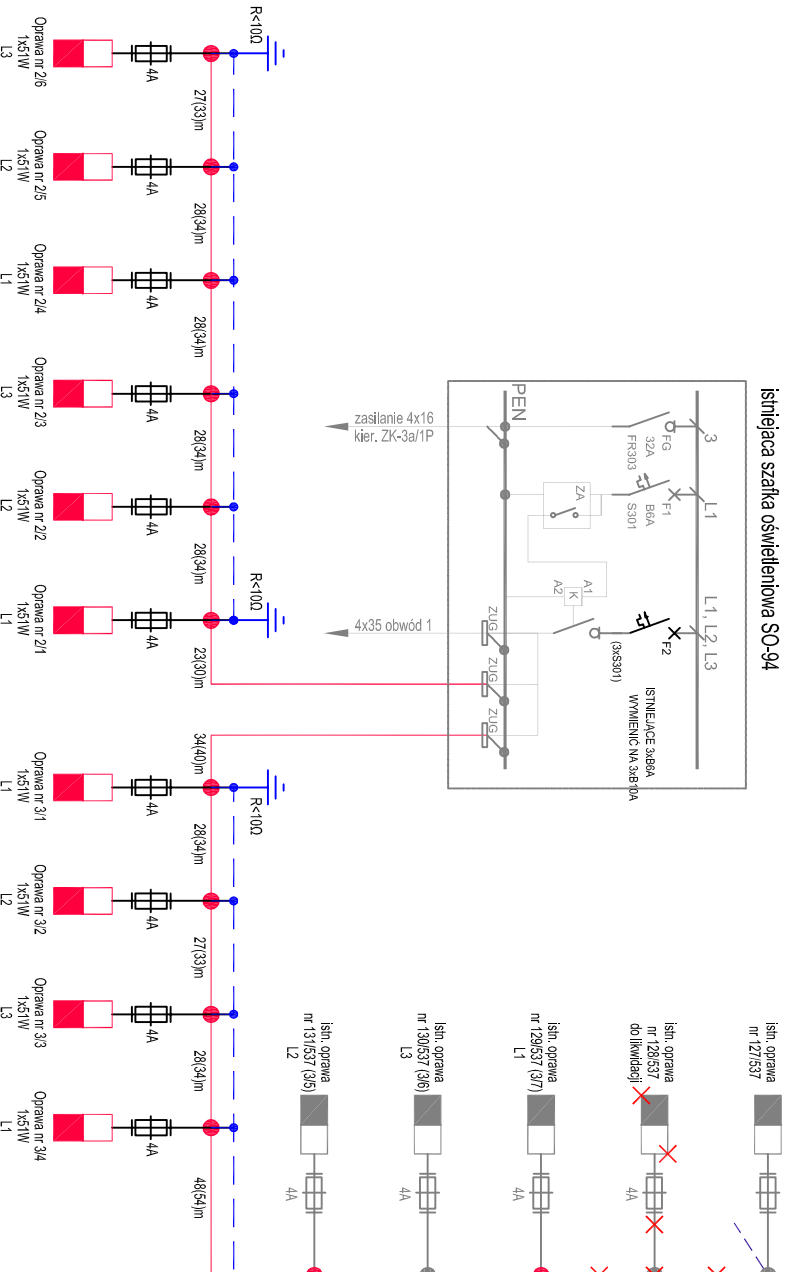 istniejaca szafka oświetleniowa SO-94
3
L1
L1, L2, L3
FG
32A
FR303
F1
B6A
S301
F2
(3xS301)
ISTNIEJĄCE 3xB6A
WYMIENIĆ NA 3xB10A
ZA
A1
K
A2
PEN
ZUG
ZUG
ZUG
zasilanie 4x16
kier. ZK-3a/1P
4x35 obwód 1
R<10Ω
R<10Ω
R<10Ω
27(33)m
28(34)m
28(34)m
28(34)m
28(34)m
23(30)m
34(40)m
28(34)m
27(33)m
28(34)m
48(54)m
4A
4A
4A
4A
4A
4A
4A
4A
4A
4A
Oprawa nr 2/6
1x51W
L3
Oprawa nr 2/5
1x51W
L2
Oprawa nr 2/4
1x51W
L1
Oprawa nr 2/3
1x51W
L3
Oprawa nr 2/2
1x51W
L2
Oprawa nr 2/1
1x51W
L1
Oprawa nr 3/1
1x51W
L1
Oprawa nr 3/2
1x51W
L2
Oprawa nr 3/3
1x51W
L3
Oprawa nr 3/4
1x51W
L1
istn. oprawa
nr 127/537
istn. oprawa
nr 128/537
do likwidacji
4A
istn. oprawa
nr 129/537 (3/7)
L1
4A
istn. oprawa
nr 130/537 (3/6)
L3
4A
istn. oprawa
nr 131/537 (3/5)
L2
4A